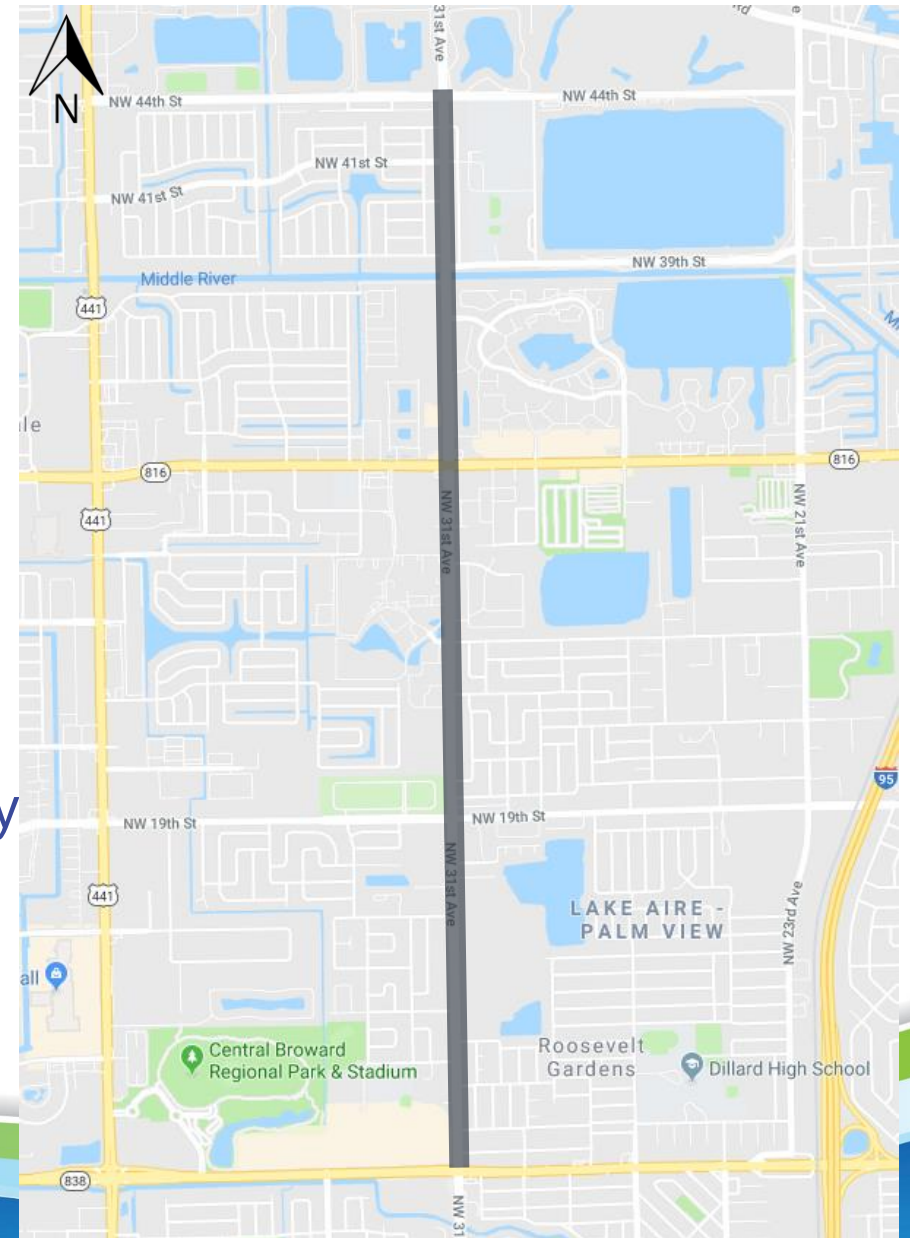 31st Ave
N
NW 44th St
NW 44th St
NW 41st St
NW 41st St
NW 39th St
Middle River
441
816
816
441
NW 31st Ave
NW 21st Ave
95
y
NW 19th St
NW 19th St
NW 31st Ave
441
LAKE AIRE -
PALM VIEW
NW 23rd Ave
Central Broward
Regional Park & Stadium
Roosevelt
Gardens
Dillard High School
838
NW 31